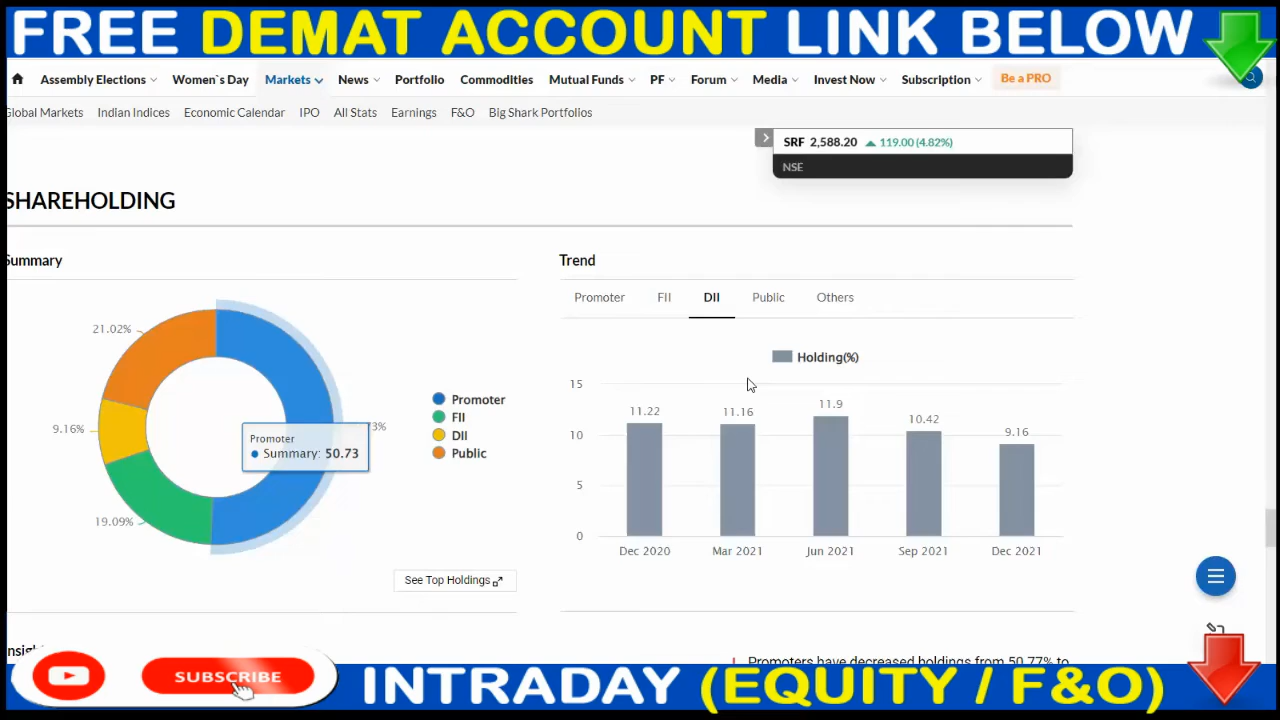 FREE DEMAT ACCOUNT LINK BELOW
Assembly Elections Women`s Day Markets News Portfolio Commodities Mutual Funds PF Forum Media Invest Now Subscription Be a PRO
Global Markets Indian Indices Economic Calendar IPO All Stats Earnings F&O Big Shark Portfolios
SRF 2,588.20 119.00 (4.82%)
NSE
SHAREHOLDING
Summary
Trend
Promoter FII DII Public Others
21.02%
9.16%
19.09%
73%
Promoter
Summary: 50.73
Promoter
FII
DII
Public
See Top Holdings
Holding(%)
15
10
5
0
11.22 11.16 11.9 10.42 9.16
Dec 2020 Mar 2021 Jun 2021 Sep 2021 Dec 2021
Promoters have decreased holdings from 50.77% to
SUBSCRIBE
INTRADAY (EQUITY / F&O)